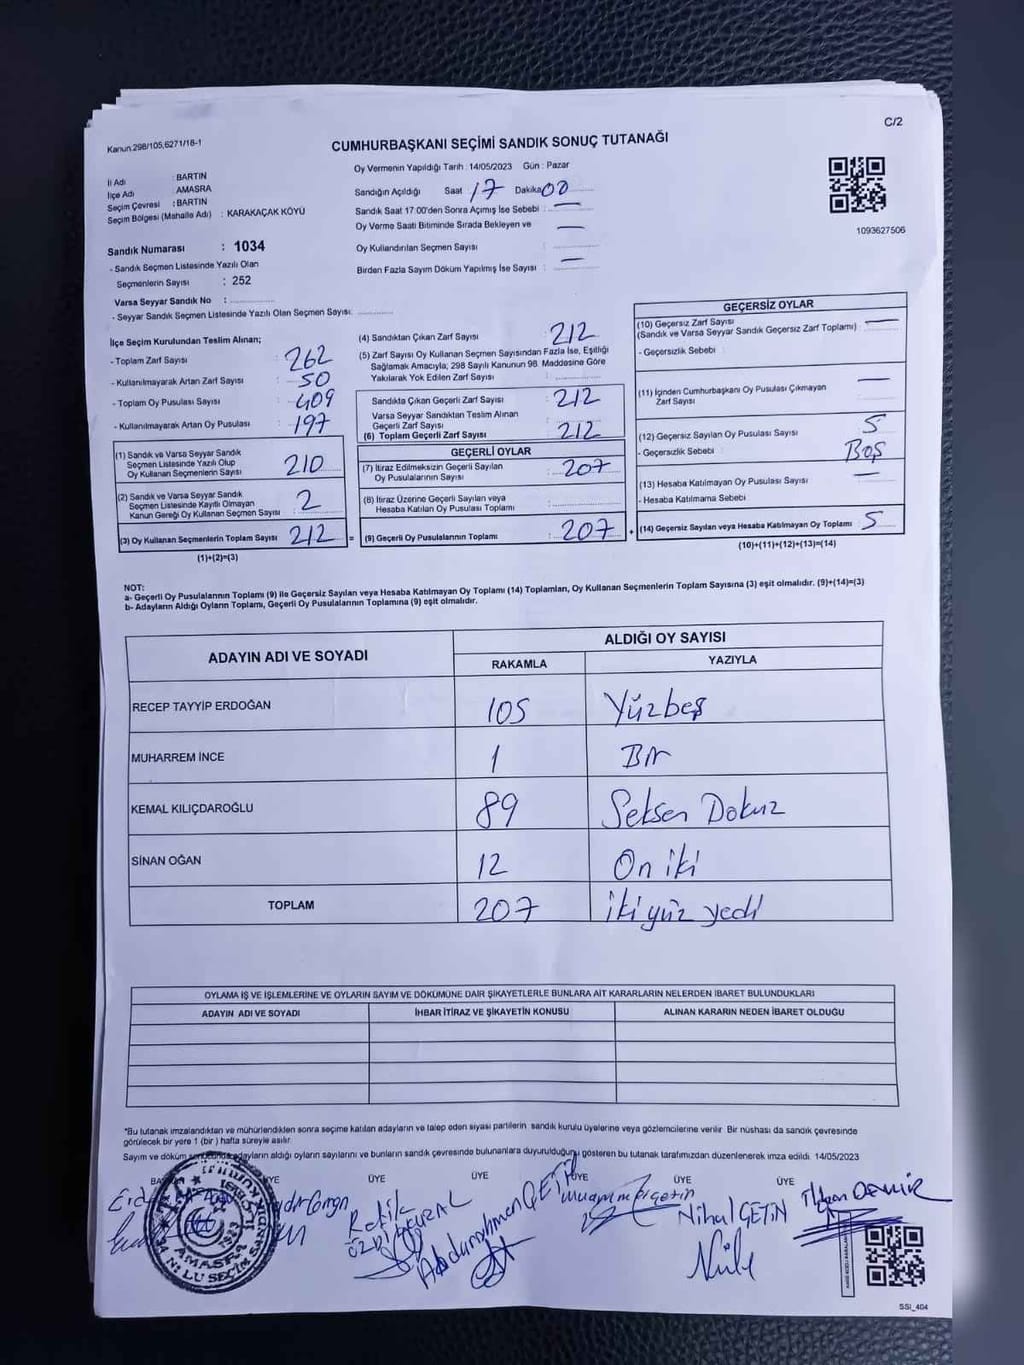 C/2
Kanun.298/105,6271/18-1
CUMHURBAŞKANI SEÇİMİ SANDIK SONUÇ TUTANAĞI
Oy Vermenin Yapıldığı Tarih : 14/05/2023 Gün : Pazar
İl Adı : BARTIN
İlçe Adı : AMASRA
Seçim Çevresi : BARTIN
Seçim Bölgesi (Mahalle Adı) : KARAKAÇAK KÖYÜ
Sandığın Açıldığı Saat 17 Dakika 00
Sandık Saat 17:00'den Sonra Açımış İse Sebebi : —
Oy Verme Saati Bitiminde Sırada Bekleyen ve —
Oy Kullandırılan Seçmen Sayısı :
Birden Fazla Sayım Döküm Yapılmış İse Sayısı : —
1093627506
Sandık Numarası : 1034
- Sandık Seçmen Listesinde Yazılı Olan
Seçmenlerin Sayısı : 252
Varsa Seyyar Sandık No :
- Seyyar Sandık Seçmen Listesinde Yazılı Olan Seçmen Sayısı:
İlçe Seçim Kurulundan Teslim Alınan;
- Toplam Zarf Sayısı 262
- Kullanılmayarak Artan Zarf Sayısı 50
- Toplam Oy Pusulası Sayısı 409
- Kullanılmayarak Artan Oy Pusulası 197
(1) Sandık ve Varsa Seyyar Sandık
Seçmen Listesinde Yazılı Olup
Oy Kullanan Seçmenlerin Sayısı 210
(2) Sandık ve Varsa Seyyar Sandık
Seçmen Listesinde Kayıtlı Olmayan
Kanun Gereği Oy Kullanan Seçmen Sayısı : 2
(3) Oy Kullanan Seçmenlerin Toplam Sayısı 212 =
(1)+(2)=(3)
(4) Sandıktan Çıkan Zarf Sayısı : 212
(5) Zarf Sayısı Oy Kullanan Seçmen Sayısından Fazla İse, Eşitliği
Sağlamak Amacıyla; 298 Sayılı Kanunun 98. Maddesine Göre
Yakılarak Yok Edilen Zarf Sayısı :
Sandıkta Çıkan Geçerli Zarf Sayısı : 212
Varsa Seyyar Sandıktan Teslim Alınan
Geçerli Zarf Sayısı :
(6) Toplam Geçerli Zarf Sayısı : 212
GEÇERLİ OYLAR
(7) İtiraz Edilmeksizin Geçerli Sayılan
Oy Pusulalarının Sayısı : 207
(8) İtiraz Üzerine Geçerli Sayılan veya
Hesaba Katılan Oy Pusulası Toplamı :
(9) Geçerli Oy Pusulalarının Toplamı : 207 +
GEÇERSİZ OYLAR
(10) Geçersiz Zarf Sayısı
(Sandık ve Varsa Seyyar Sandık Geçersiz Zarf Toplamı) : —
- Geçersizlik Sebebi :
(11) İçinden Cumhurbaşkanı Oy Pusulası Çıkmayan
Zarf Sayısı : —
(12) Geçersiz Sayılan Oy Pusulası Sayısı : 5
- Geçersizlik Sebebi : Boş
(13) Hesaba Katılmayan Oy Pusulası Sayısı : —
- Hesaba Katılmama Sebebi :
(14) Geçersiz Sayılan veya Hesaba Katılmayan Oy Toplamı : 5
(10)+(11)+(12)+(13)=(14)
NOT:
a- Geçerli Oy Pusulalarının Toplamı (9) ile Geçersiz Sayılan veya Hesaba Katılmayan Oy Toplamı (14) Toplamları, Oy Kullanan Seçmenlerin Toplam Sayısına (3) eşit olmalıdır. (9)+(14)=(3)
b- Adayların Aldığı Oyların Toplamı, Geçerli Oy Pusulalarının Toplamına (9) eşit olmalıdır.
ADAYIN ADI VE SOYADI
ALDIĞI OY SAYISI
RAKAMLA YAZIYLA
RECEP TAYYİP ERDOĞAN 105 Yüzbeş
MUHARREM İNCE 1 Bir
KEMAL KILIÇDAROĞLU 89 Seksen Dokuz
SİNAN OĞAN 12 On iki
TOPLAM 207 iki yüz yedi
OYLAMA İŞ VE İŞLEMLERİNE VE OYLARIN SAYIM VE DÖKÜMÜNE DAİR ŞİKAYETLERLE BUNLARA AİT KARARLARIN NELERDEN İBARET BULUNDUKLARI
ADAYIN ADI VE SOYADI İHBAR İTİRAZ VE ŞİKAYETİN KONUSU ALINAN KARARIN NEDEN İBARET OLDUĞU
*Bu tutanak imzalandıktan ve mühürlendikten sonra seçime katılan adayların ve talep eden siyasi partilerin sandık kurulu üyelerine veya gözlemcilerine verilir. Bir nüshası da sandık çevresinde
görülecek bir yere 1 (bir ) hafta süreyle asılır.
Sayım ve döküm adayların aldığı oyların sayılarını ve bunların sandık çevresinde bulunanlara duyurulduğunu gösteren bu tutanak tarafımızdan düzenlenerek imza edildi. 14/05/2023
ÜYE ÜYE ÜYE ÜYE ÜYE
Muammer çetin
Nihal ÇETİN
DEMİR
AMASRA
SSİ_404